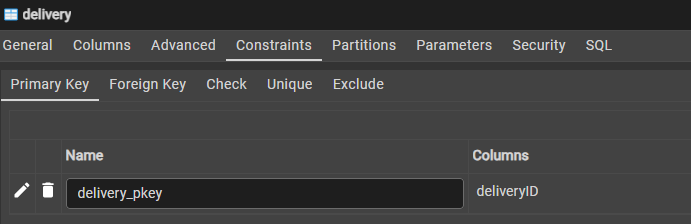 delivery
General Columns Advanced Constraints Partitions Parameters Security SQL
Primary Key Foreign Key Check Unique Exclude
Name Columns
delivery_pkey deliveryID